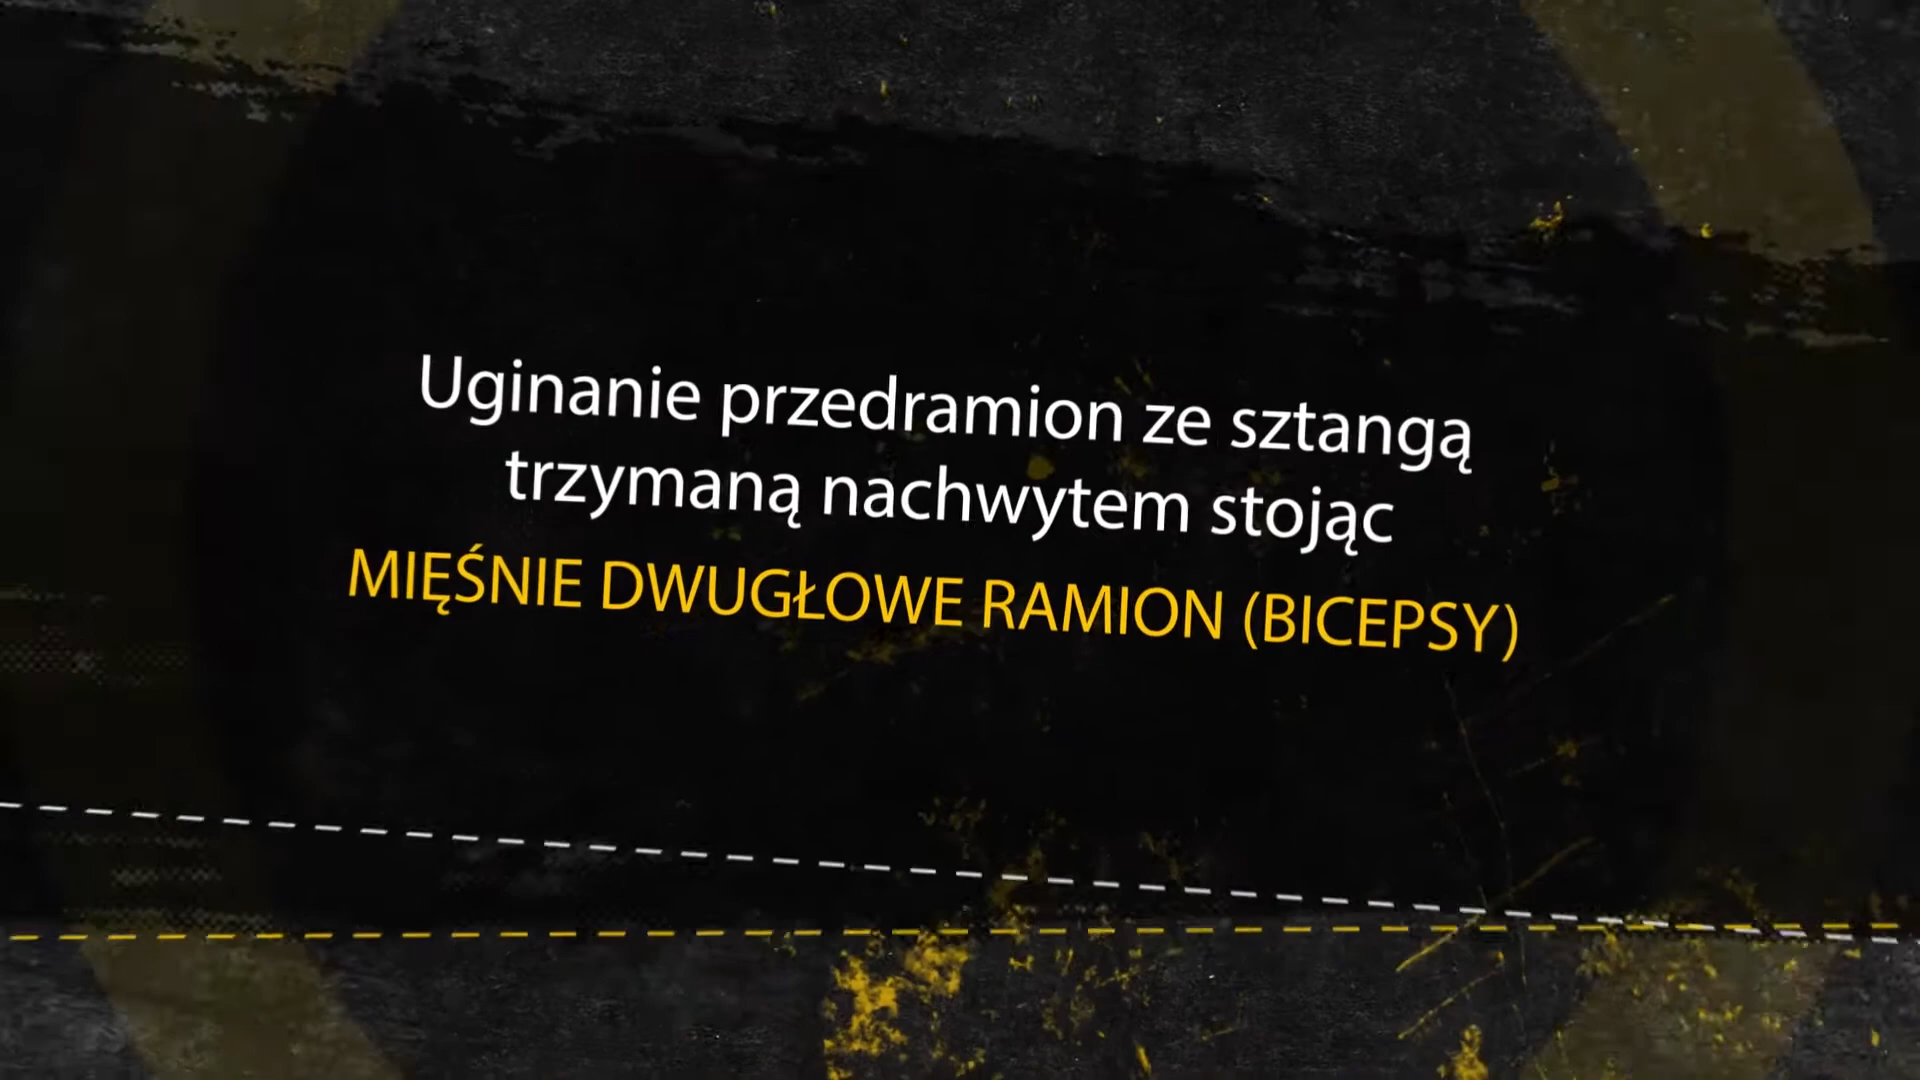 Uginanie przedramion ze sztangą
trzymaną nachwytem stojąc
MIĘŚNIE DWUGŁOWE RAMION (BICEPSY)